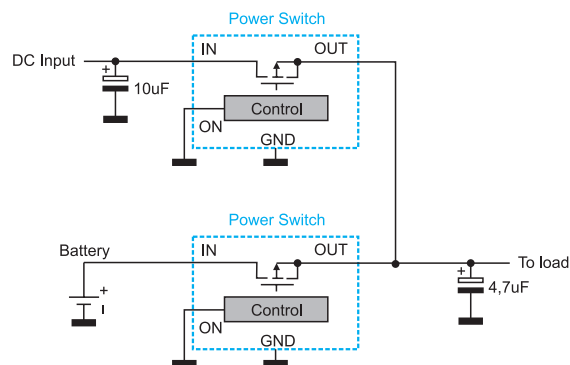 Power Switch
IN
OUT
DC Input
+
10uF
Control
ON
GND
Power Switch
Battery
IN
OUT
To load
+
+
4,7uF
Control
ON
GND